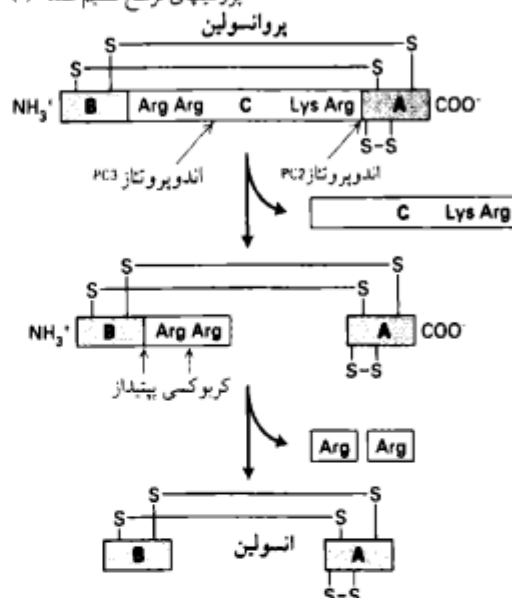 پروانسولین
S S
S S
NH₃⁺ B Arg Arg C Lys Arg A COO⁻
S-S
اندوپروتئاز PC3 اندوپروتئاز PC2
C Lys Arg
S S
S S
NH₃⁺ B Arg Arg A COO⁻
S-S
کربوکسی پپتیداز
Arg Arg
S S
S S
انسولین
B A
S-S